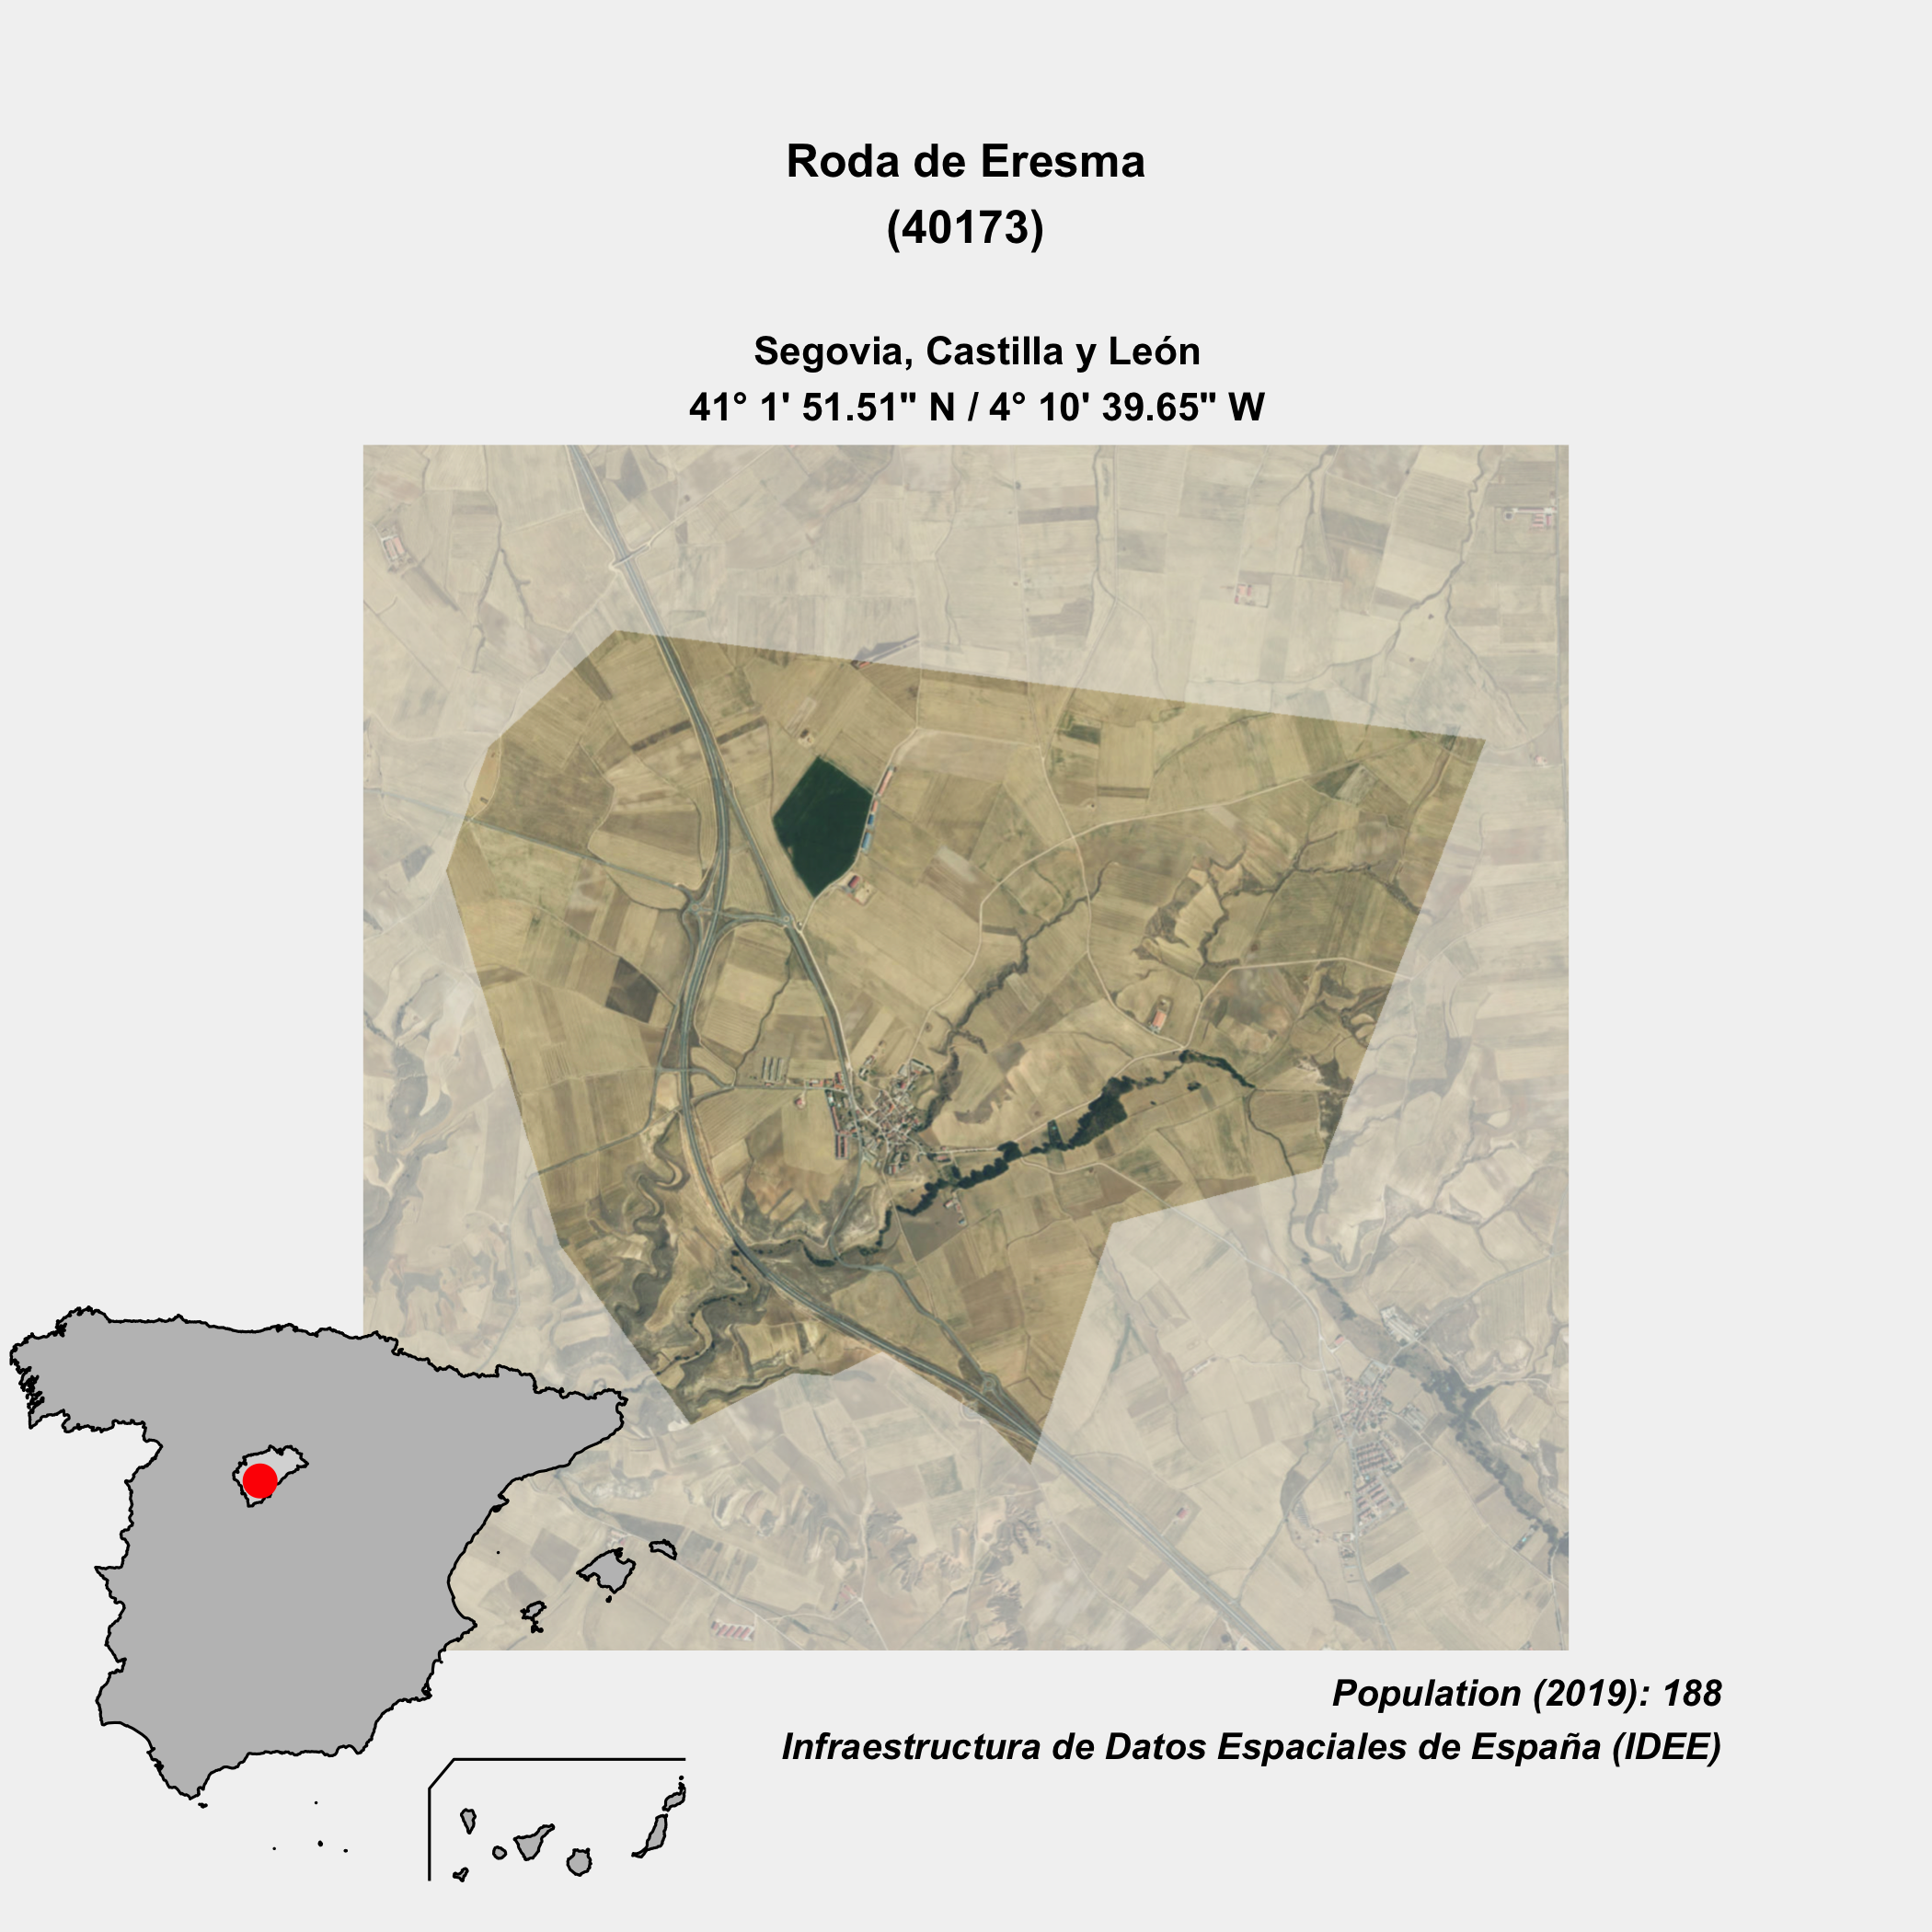 Roda de Eresma
(40173)
Segovia, Castilla y León
41° 1' 51.51" N / 4° 10' 39.65" W
Population (2019): 188
Infraestructura de Datos Espaciales de España (IDEE)